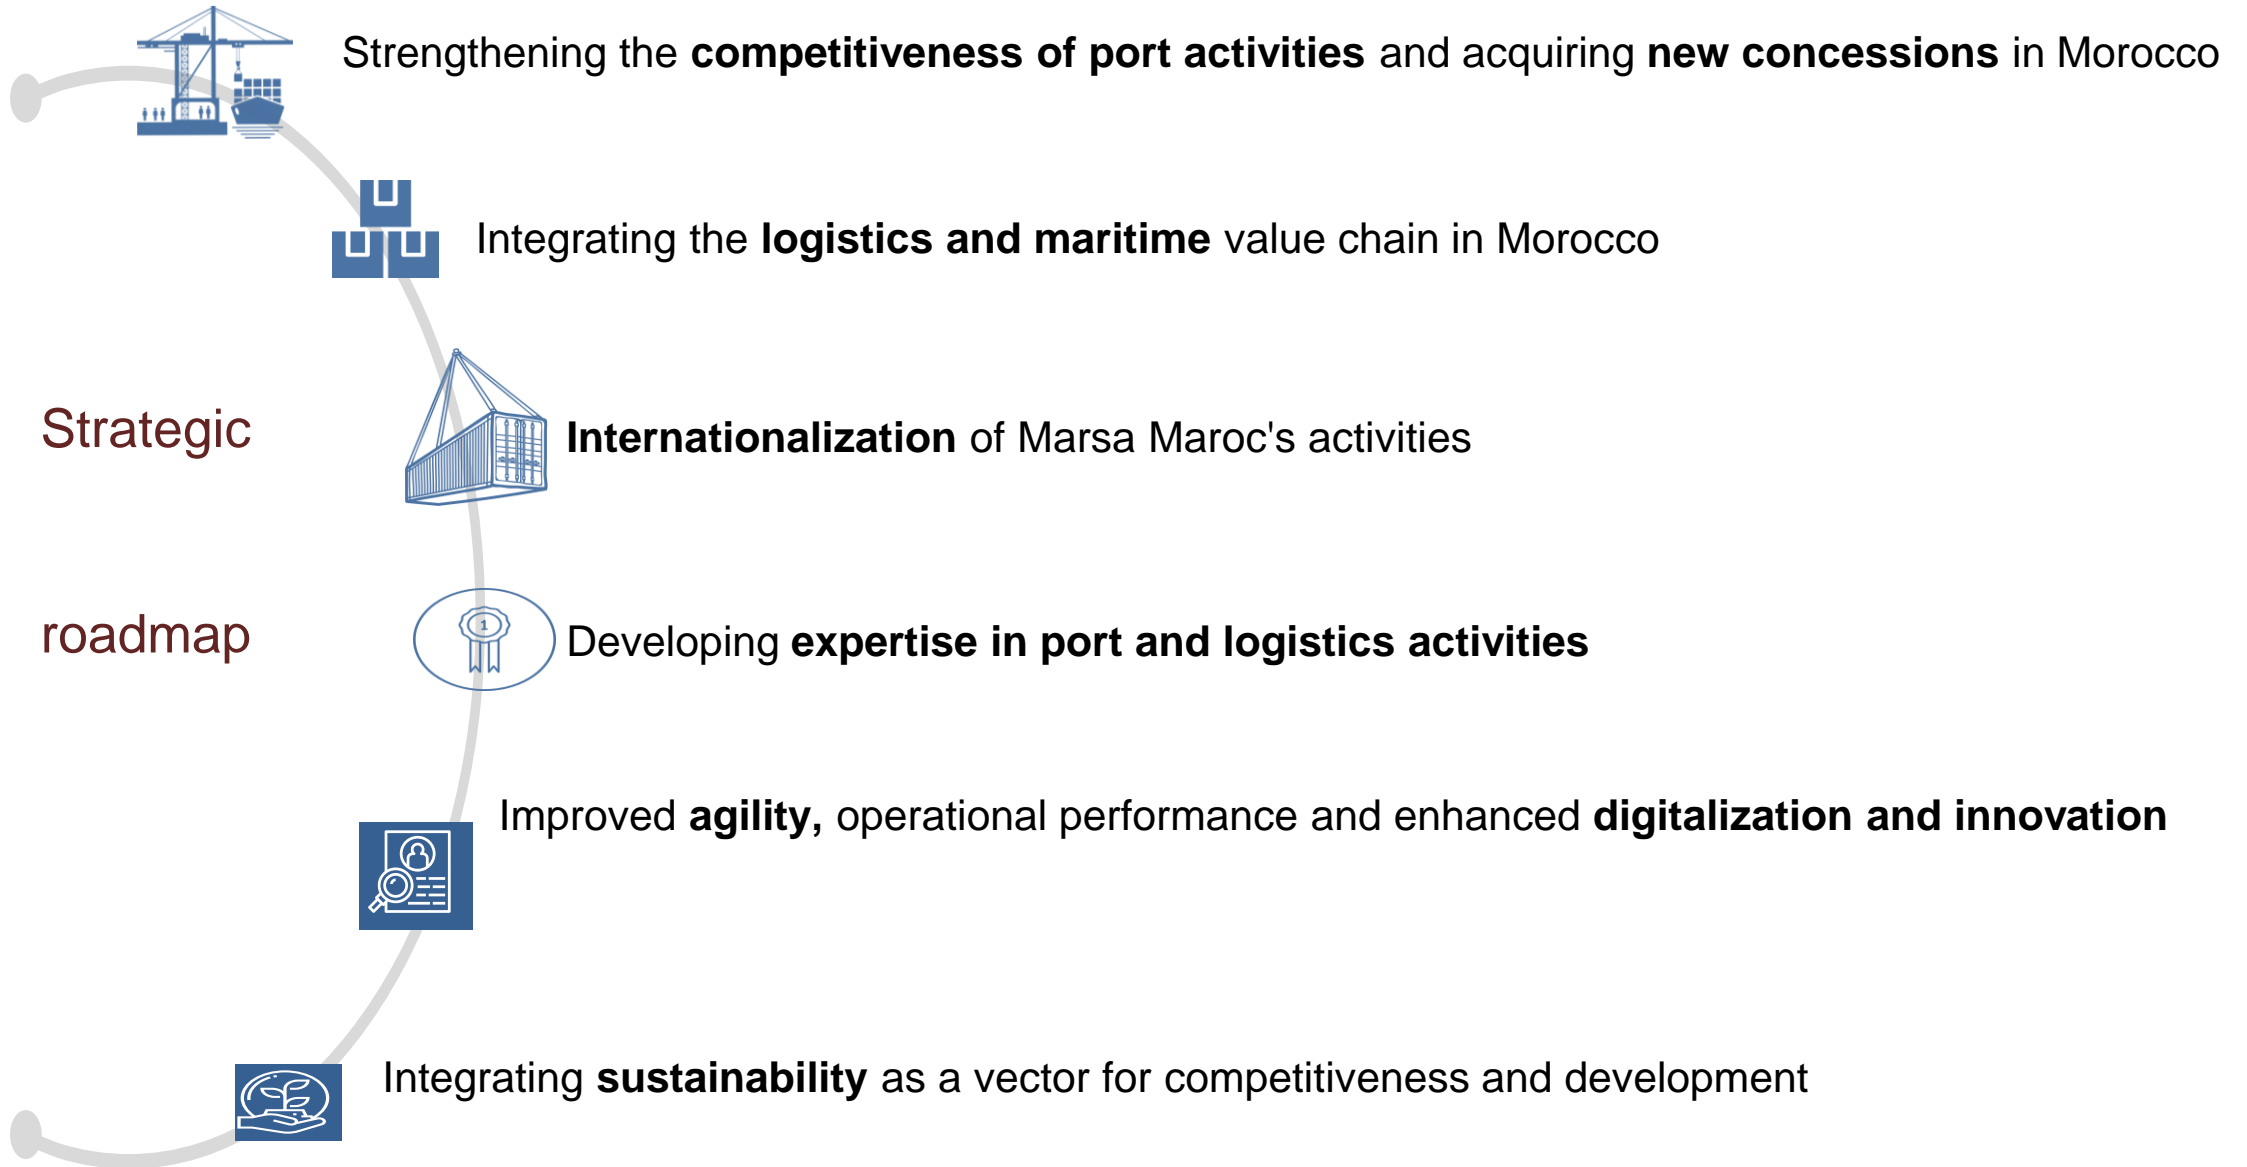 Strengthening the competitiveness of port activities and acquiring new concessions in Morocco
Integrating the logistics and maritime value chain in Morocco
Strategic
Internationalization of Marsa Maroc's activities
roadmap
1
Developing expertise in port and logistics activities
Improved agility, operational performance and enhanced digitalization and innovation
Integrating sustainability as a vector for competitiveness and development